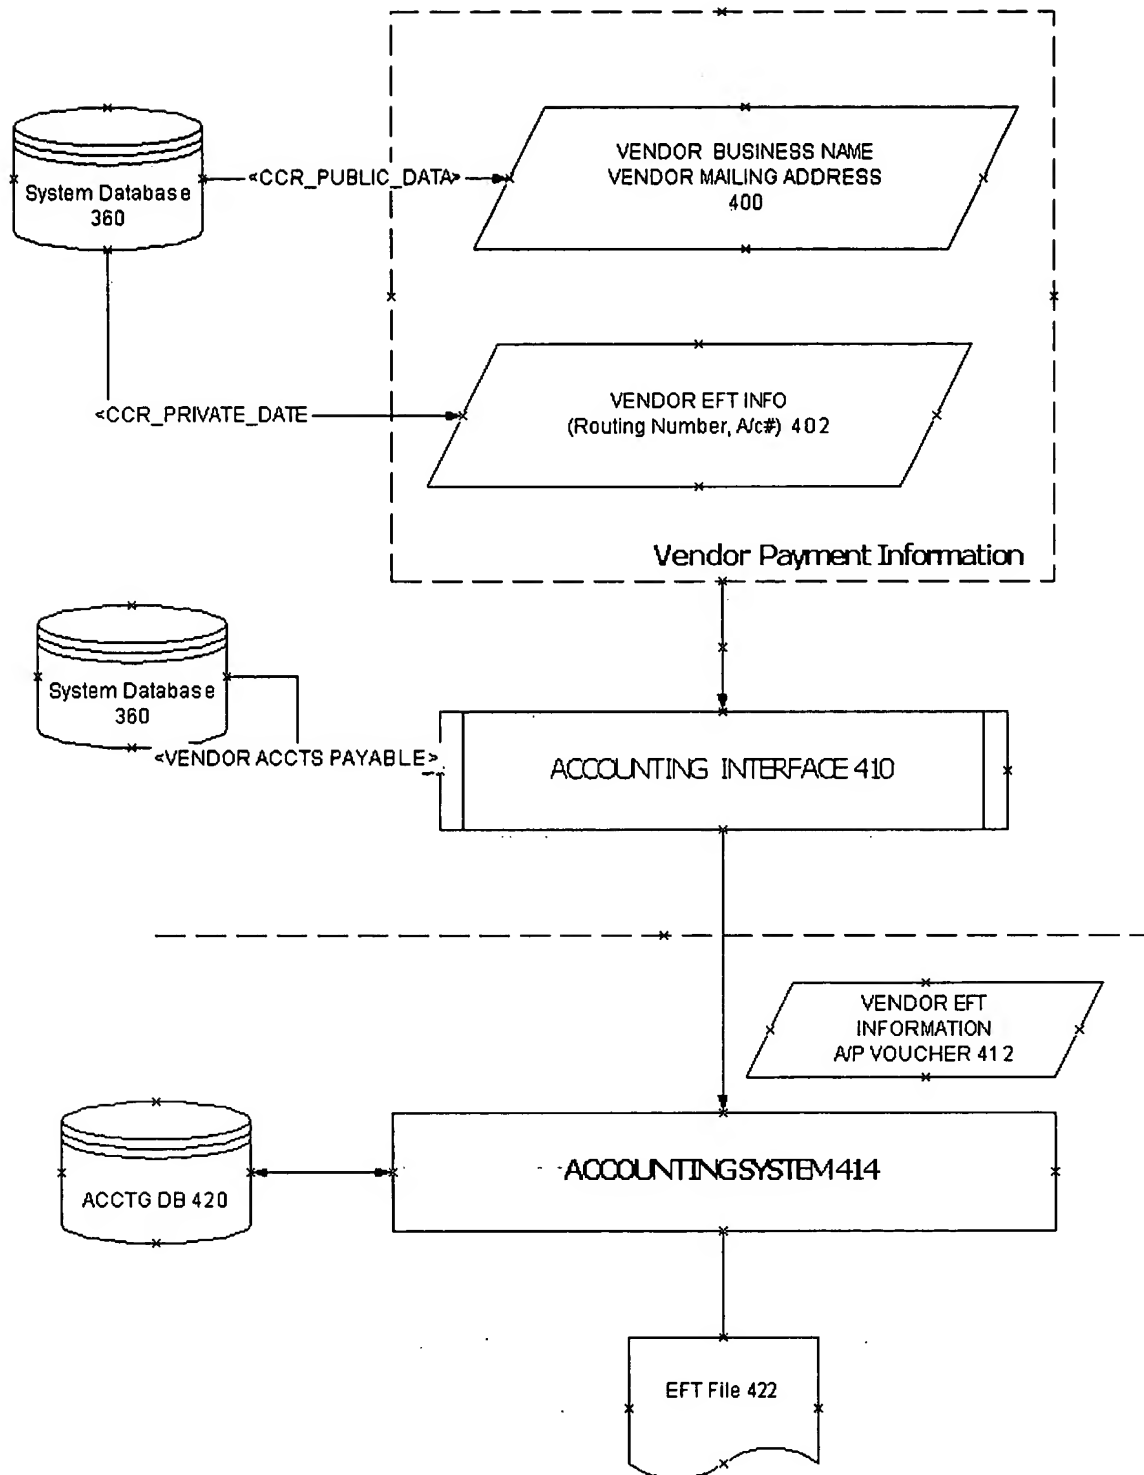 VENDOR BUSINESS NAME
VENDOR MAILING ADDRESS
400
System Database
360
<CCR_PUBLIC_DATA>
<CCR_PRIVATE_DATE
VENDOR EFT INFO
(Routing Number, A/c#) 402
Vendor Payment Information
System Database
360
<VENDOR ACCTS PAYABLE>
ACCOUNTING INTERFACE 410
VENDOR EFT
INFORMATION
A/P VOUCHER 412
ACCTG DB 420
ACCOUNTING SYSTEM 414
EFT File 422